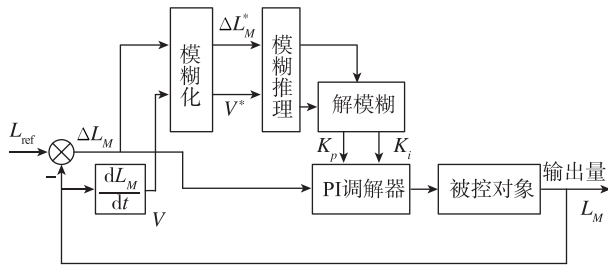 模糊化
ΔL*M
V*
模糊推理
解模糊
Kp
Ki
Lref
ΔLM
−
dLM
dt
V
PI调解器
被控对象
输出量
LM